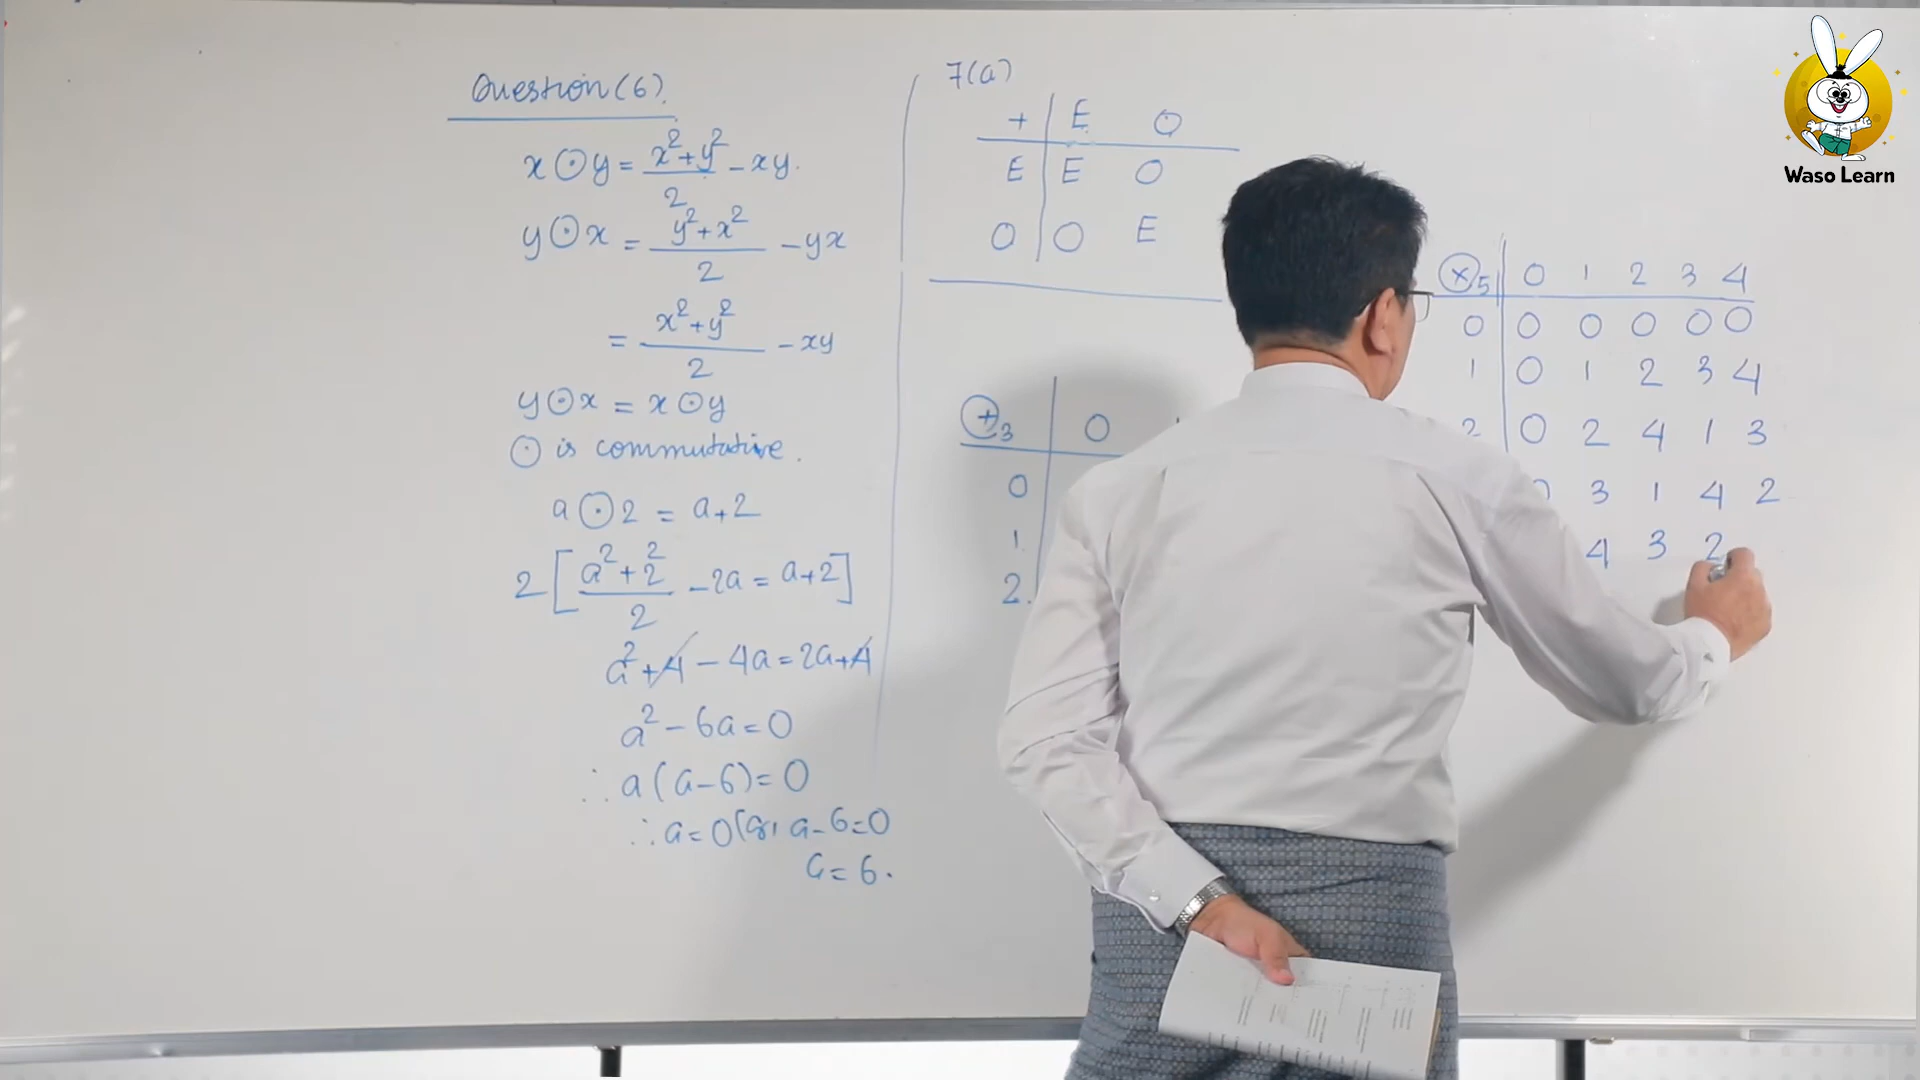 Question (6).
x⊙y = x²+y²/2 - xy.
y⊙x = y²+x²/2 - yx
= x²+y²/2 - xy
y⊙x = x⊙y
⊙ is commutative.
a⊙2 = a+2
2[a²+2²/2 - 2a = a+2]
a²+4 - 4a = 2a+4
a² - 6a = 0
∴ a(a-6) = 0
∴ a = 0 (or) a-6=0
a = 6.
7(a)
+ E O
E E O
O O E
⊕3 0
0
1
2.
⊗5 0 1 2 3 4
0 0 0 0 0 0
1 0 1 2 3 4
2 0 2 4 1 3
3 1 4 2
4 3 2
Waso Learn